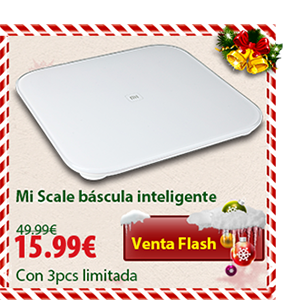 mi
Mi Scale báscula inteligente
49.99€
15.99€
Venta Flash
Con 3pcs limitada